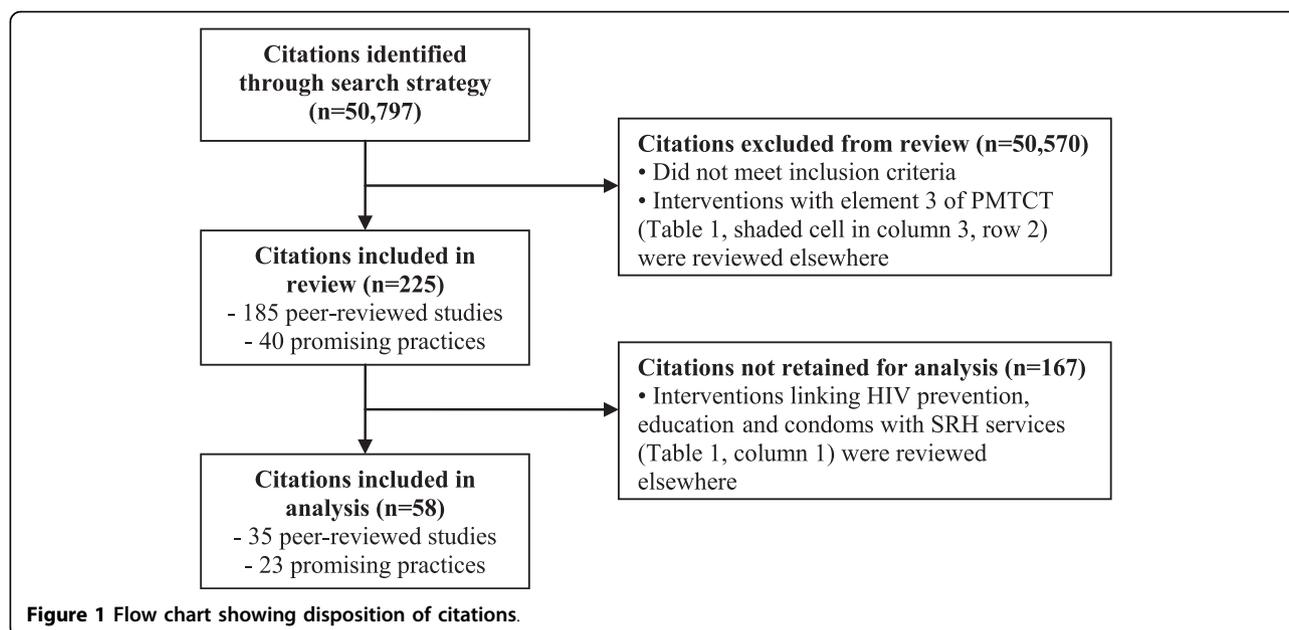 Citations identified
through search strategy
(n=50,797)
Citations excluded from review (n=50,570)
• Did not meet inclusion criteria
• Interventions with element 3 of PMTCT
(Table 1, shaded cell in column 3, row 2)
were reviewed elsewhere
Citations included in
review (n=225)
- 185 peer-reviewed studies
- 40 promising practices
Citations not retained for analysis (n=167)
• Interventions linking HIV prevention,
education and condoms with SRH services
(Table 1, column 1) were reviewed
elsewhere
Citations included in
analysis (n=58)
- 35 peer-reviewed studies
- 23 promising practices
Figure 1 Flow chart showing disposition of citations.